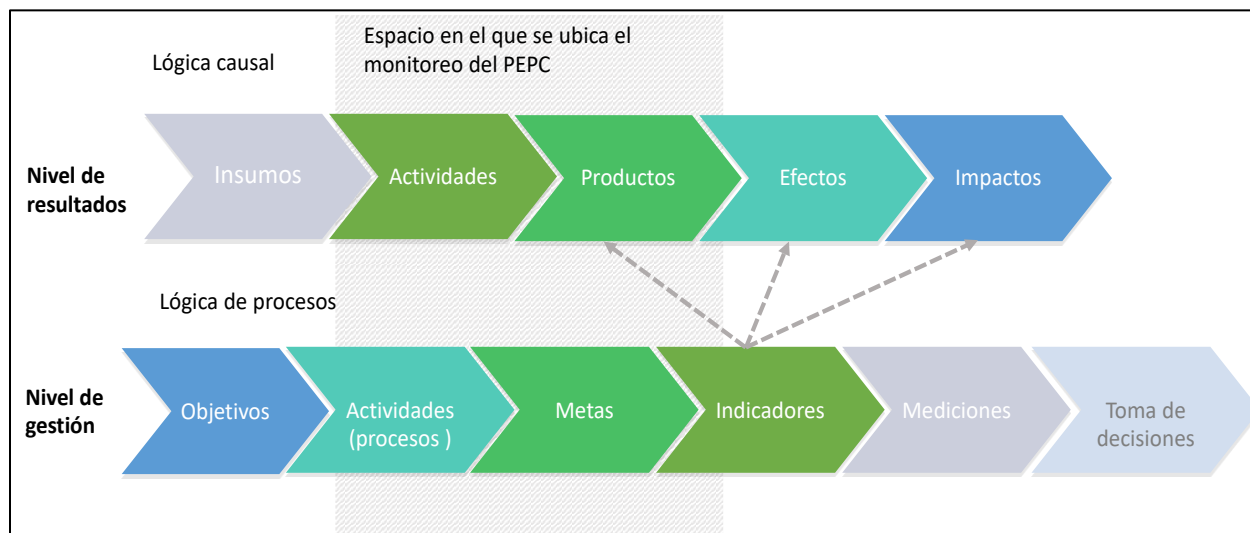 Espacio en el que se ubica el
monitoreo del PEPC
Lógica causal
Nivel de
resultados
Insumos
Actividades
Productos
Efectos
Impactos
Lógica de procesos
Nivel de
gestión
Objetivos
Actividades
(procesos )
Metas
Indicadores
Mediciones
Toma de
decisiones